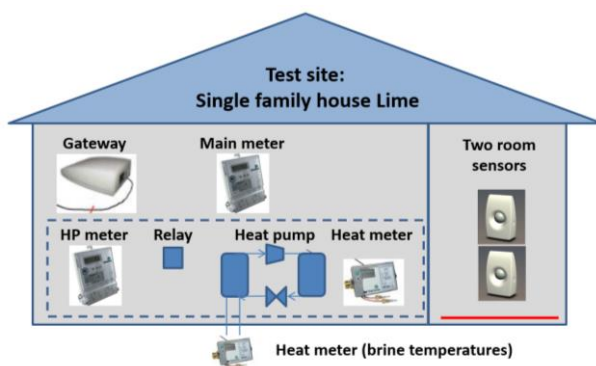 Test site:
Single family house Lime
Gateway
Main meter
Two room
sensors
HP meter
Relay
Heat pump
Heat meter
Heat meter (brine temperatures)